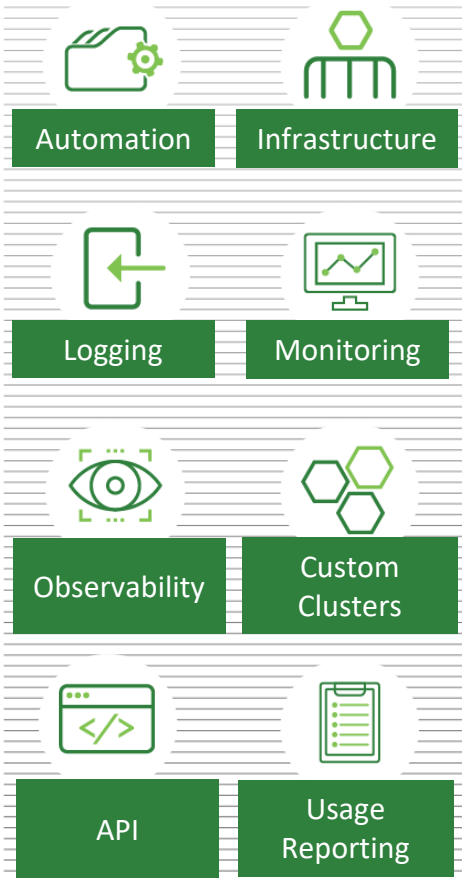 Automation
Infrastructure
Logging
Monitoring
Observability
Custom
Clusters
</>
API
Usage
Reporting